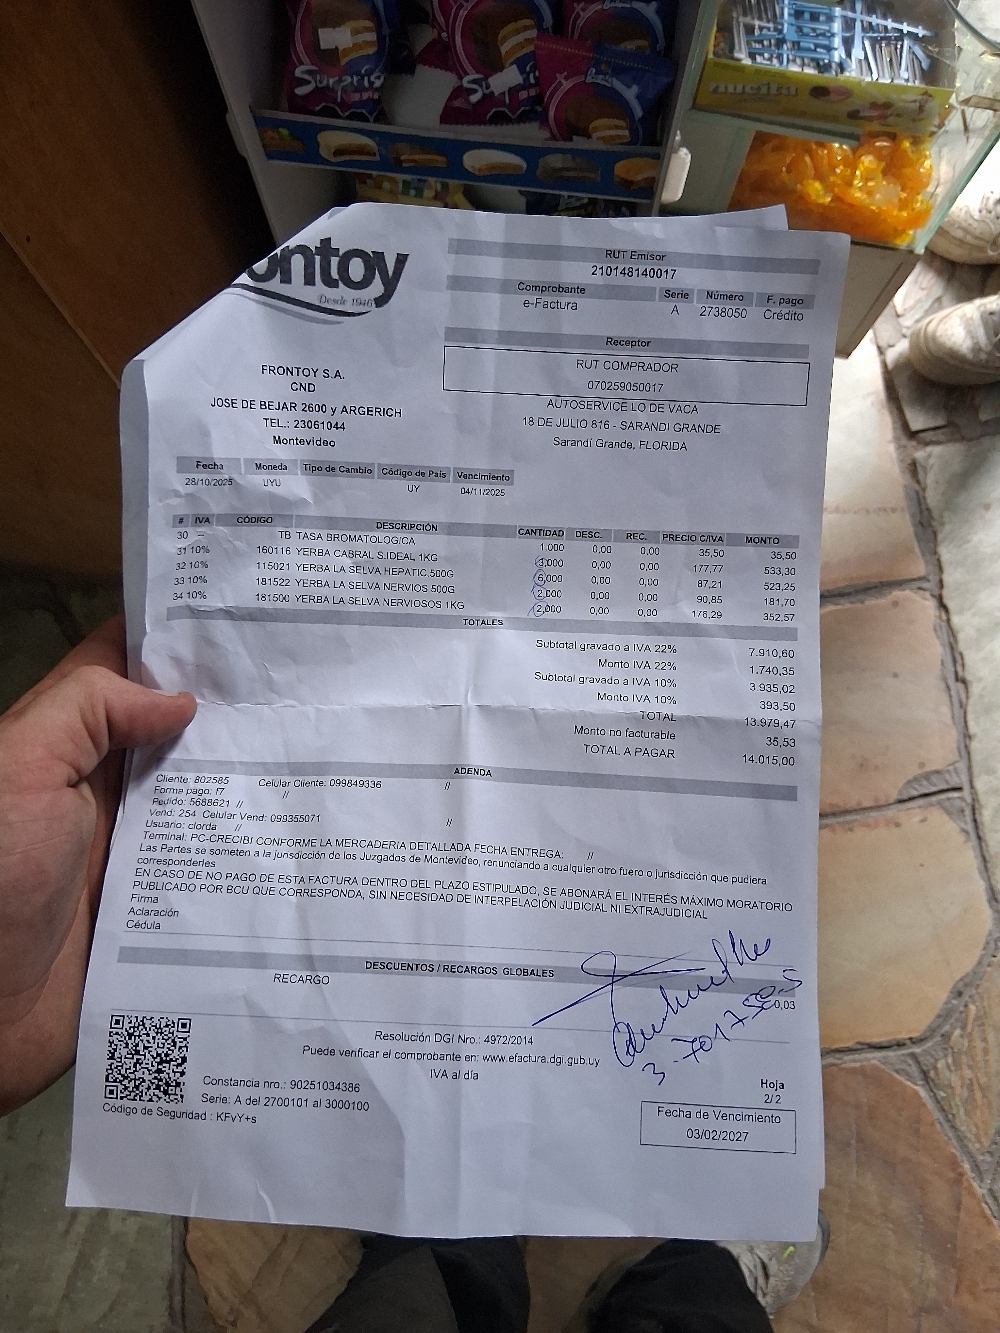 Surpris
Surpris
nucita
ontoy
Desde 1946
RUT Emisor
210148140017
Comprobante Serie Número F. pago
e-Factura A 2738050 Crédito
Receptor
RUT COMPRADOR
070259050017
AUTOSERVICE LO DE VACA
18 DE JULIO 816 - SARANDI GRANDE
Sarandí Grande, FLORIDA
FRONTOY S.A.
CND
JOSE DE BEJAR 2600 y ARGERICH
TEL.: 23061044
Montevideo
Fecha Moneda Tipo de Cambio Código de País Vencimiento
28/10/2025 UYU UY 04/11/2025
# IVA CÓDIGO DESCRIPCIÓN CANTIDAD DESC. REC. PRECIO C/IVA MONTO
30 -- TB TASA BROMATOLOGICA 1,000 0,00 0,00 35,50 35,50
31 10% 160116 YERBA CABRAL S.IDEAL 1KG 3,000 0,00 0,00 177,77 533,30
32 10% 115021 YERBA LA SELVA HEPATIC.500G 6,000 0,00 0,00 87,21 523,25
33 10% 181522 YERBA LA SELVA NERVIOS 500G 2,000 0,00 0,00 90,85 181,70
34 10% 181500 YERBA LA SELVA NERVIOSOS 1KG 2,000 0,00 0,00 176,29 352,57
TOTALES
Subtotal gravado a IVA 22% 7.910,60
Monto IVA 22% 1.740,35
Subtotal gravado a IVA 10% 3.935,02
Monto IVA 10% 393,50
TOTAL 13.979,47
Monto no facturable 35,53
TOTAL A PAGAR 14.015,00
ADENDA
Cliente: 802585 Celular Cliente: 099849336 //
Forma pago: f7 //
Pedido: 5688621 //
Vend: 254 Celular Vend: 099355071 //
Usuario: clorda //
Terminal: PC-CRECIBI CONFORME LA MERCADERIA DETALLADA FECHA ENTREGA: //
Las Partes se someten a la jurisdcción de los Juzgados de Montevideo, renunciando a cualquier otro fuero o jurisdicción que pudiera
corresponderles
EN CASO DE NO PAGO DE ESTA FACTURA DENTRO DEL PLAZO ESTIPULADO, SE ABONARÁ EL INTERÉS MÁXIMO MORATORIO
PUBLICADO POR BCU QUE CORRESPONDA, SIN NECESIDAD DE INTERPELACIÓN JUDICIAL NI EXTRAJUDICIAL
Firma
Aclaración
Cédula
DESCUENTOS / RECARGOS GLOBALES
RECARGO 0,03
Resolución DGI Nro.: 4972/2014
Puede verificar el comprobante en: www.efactura.dgi.gub.uy
IVA al día
Constancia nro.: 90251034386
Serie: A del 2700101 al 3000100
Código de Seguridad : KFvY+s
Hoja
2/ 2
Fecha de Vencimiento
03/02/2027